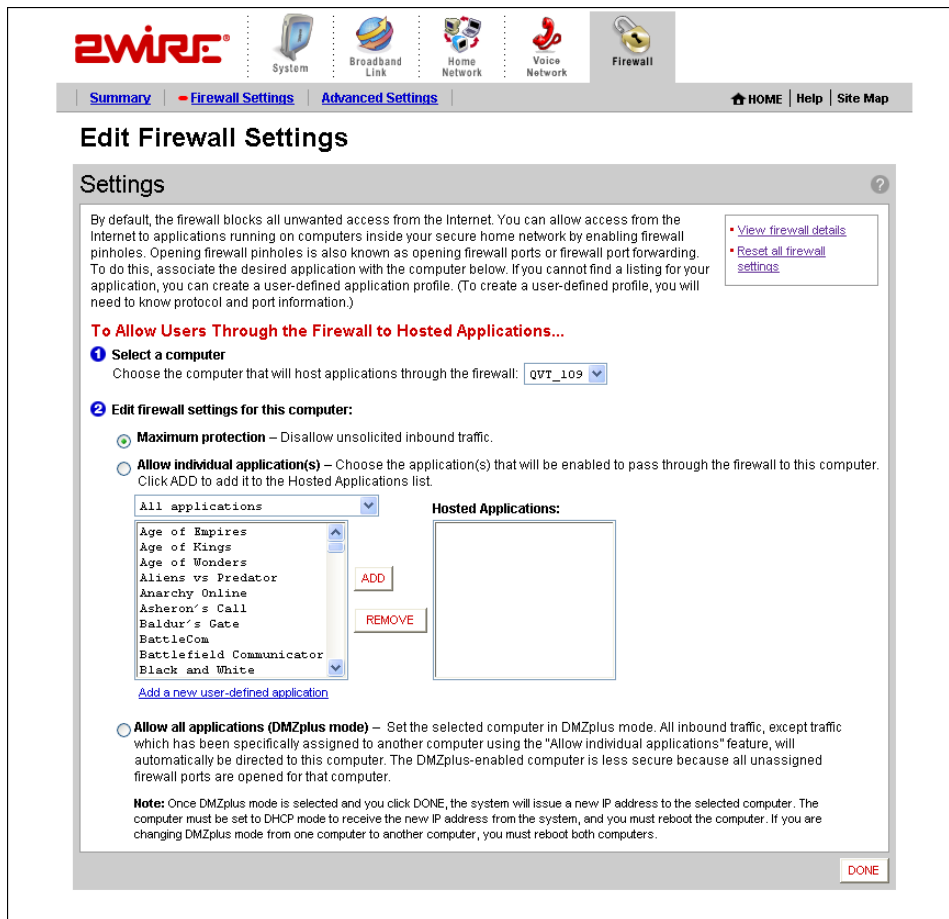 2WIRE
System
Broadband
Link
Home
Network
Voice
Network
Firewall
Summary
Firewall Settings
Advanced Settings
HOME
Help
Site Map
Edit Firewall Settings
Settings
?
By default, the firewall blocks all unwanted access from the Internet. You can allow access from the
Internet to applications running on computers inside your secure home network by enabling firewall
pinholes. Opening firewall pinholes is also known as opening firewall ports or firewall port forwarding.
To do this, associate the desired application with the computer below. If you cannot find a listing for your
application, you can create a user-defined application profile. (To create a user-defined profile, you will
need to know protocol and port information.)
View firewall details
Reset all firewall
settings
To Allow Users Through the Firewall to Hosted Applications...
1 Select a computer
Choose the computer that will host applications through the firewall: QVT_109
2 Edit firewall settings for this computer:
Maximum protection – Disallow unsolicited inbound traffic.
Allow individual application(s) – Choose the application(s) that will be enabled to pass through the firewall to this computer.
Click ADD to add it to the Hosted Applications list.
All applications
Age of Empires
Age of Kings
Age of Wonders
Aliens vs Predator
Anarchy Online
Asheron's Call
Baldur's Gate
BattleCom
Battlefield Communicator
Black and White
ADD
REMOVE
Hosted Applications:
Add a new user-defined application
Allow all applications (DMZplus mode) – Set the selected computer in DMZplus mode. All inbound traffic, except traffic
which has been specifically assigned to another computer using the "Allow individual applications" feature, will
automatically be directed to this computer. The DMZplus-enabled computer is less secure because all unassigned
firewall ports are opened for that computer.
Note: Once DMZplus mode is selected and you click DONE, the system will issue a new IP address to the selected computer. The
computer must be set to DHCP mode to receive the new IP address from the system, and you must reboot the computer. If you are
changing DMZplus mode from one computer to another computer, you must reboot both computers.
DONE